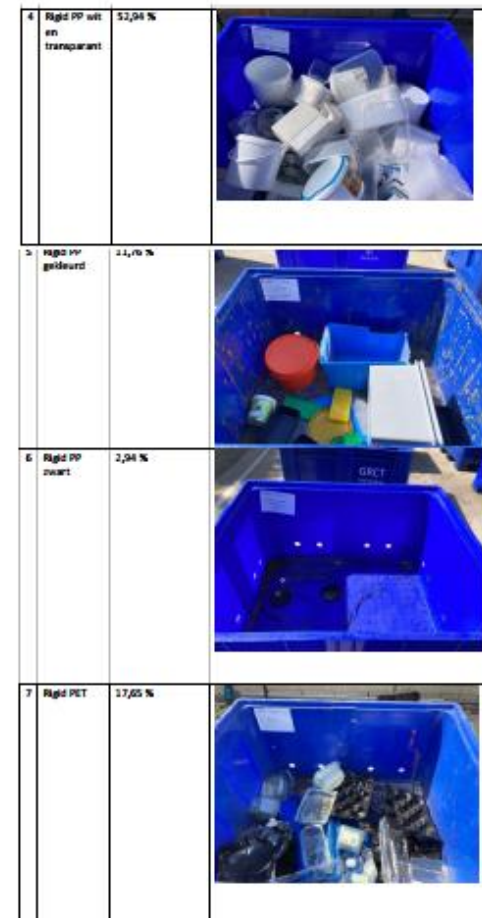 4 Rigid PP wit 52,94 %
en
transparant
5 Rigid PP 11,76 %
gekleurd
6 Rigid PP 2,94 %
zwart
GRCT
7 Rigid PET 17,65 %